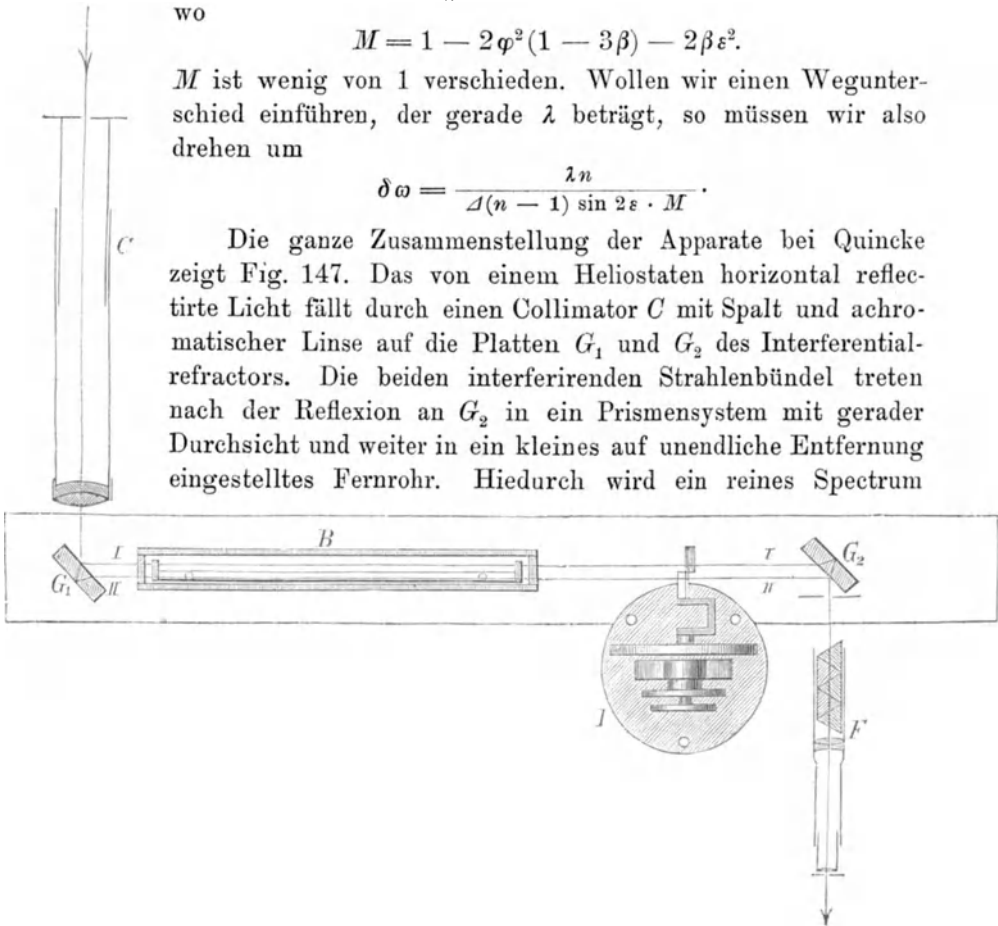 wo
M = 1 — 2φ²(1 — 3β) — 2βε².
M ist wenig von 1 verschieden. Wollen wir einen Wegunter-
schied einführen, der gerade λ beträgt, so müssen wir also
drehen um
δω = λn / Δ(n — 1) sin 2ε · M .
Die ganze Zusammenstellung der Apparate bei Quincke
zeigt Fig. 147. Das von einem Heliostaten horizontal reflec-
tirte Licht fällt durch einen Collimator C mit Spalt und achro-
matischer Linse auf die Platten G₁ und G₂ des Interferential-
refractors. Die beiden interferirenden Strahlenbündel treten
nach der Reflexion an G₂ in ein Prismensystem mit gerader
Durchsicht und weiter in ein kleines auf unendliche Entfernung
eingestelltes Fernrohr. Hiedurch wird ein reines Spectrum
C
B
I
II
G₁
I
II
G₂
J
F